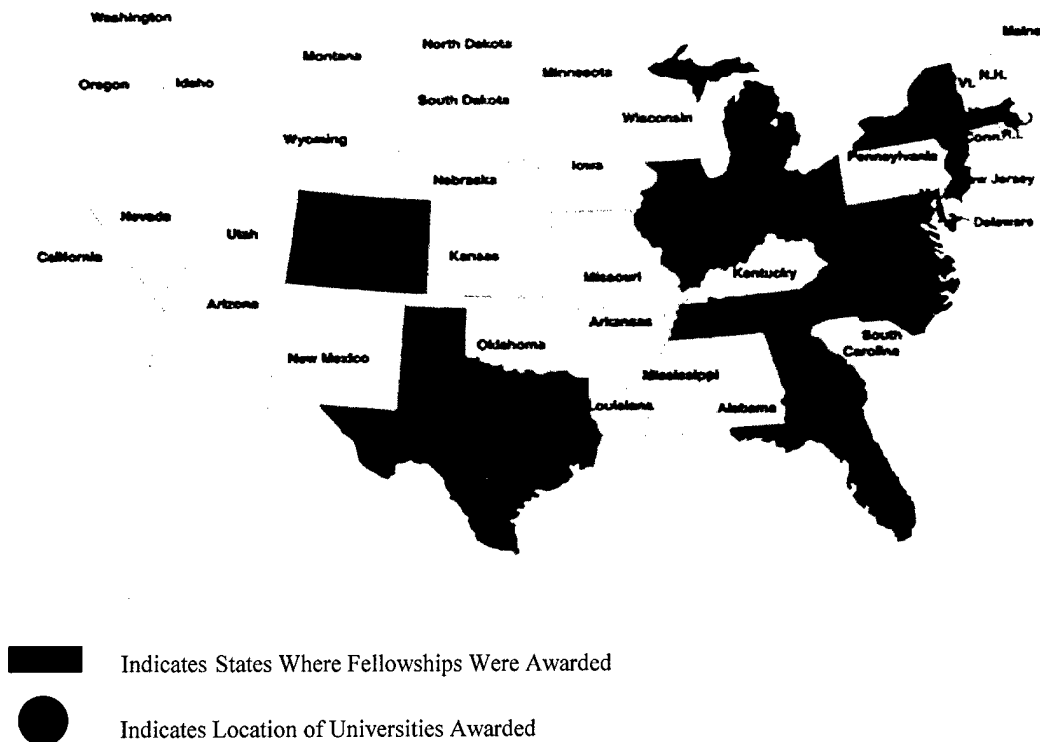 Washington
Maine
Montana
North Dakota
Oregon
Idaho
Minnesota
Vt.
N.H.
South Dakota
Wisconsin
Wyoming
Conn.
R.I.
Iowa
Pennsylvania
Nebraska
ew Jersey
Nevada
Utah
Delaware
California
Kansas
Missouri
Kentucky
Arizona
Arkansas
South
Carolina
New Mexico
Oklahoma
Mississippi
Louisiana
Alabama
Indicates States Where Fellowships Were Awarded
Indicates Location of Universities Awarded